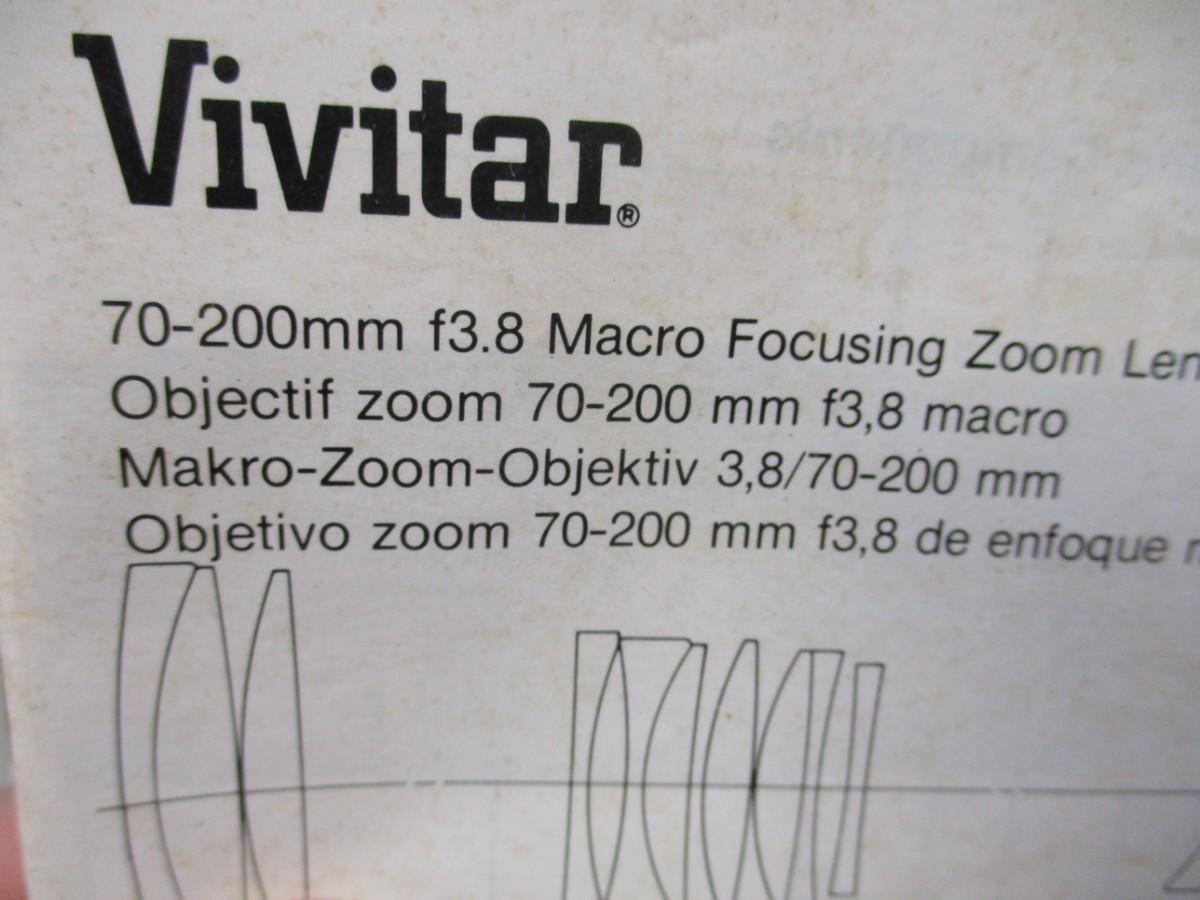 Vivitar®
70-200mm f3.8 Macro Focusing Zoom Len
Objectif zoom 70-200 mm f3,8 macro
Makro-Zoom-Objektiv 3,8/70-200 mm
Objetivo zoom 70-200 mm f3,8 de enfoque